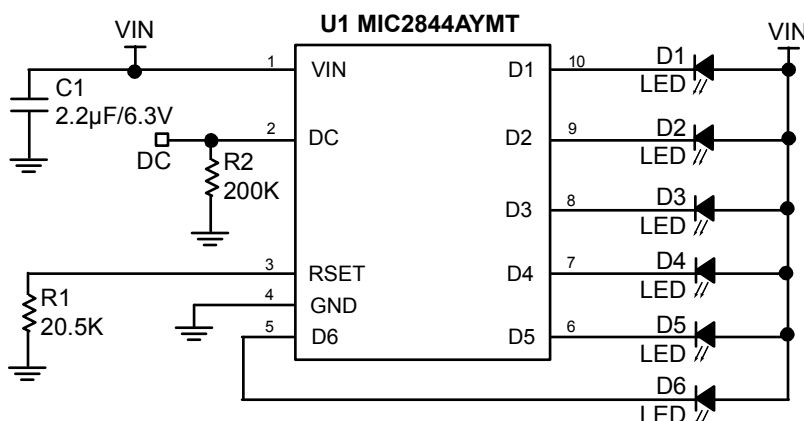 U1 MIC2844AYMT
VIN
VIN
C1
2.2µF/6.3V
DC
R2
200K
R1
20.5K
1
VIN
2
DC
3
RSET
4
GND
5
D6
D1
10
D2
9
D3
8
D4
7
D5
6
D1
LED
D2
LED
D3
LED
D4
LED
D5
LED
D6
LED